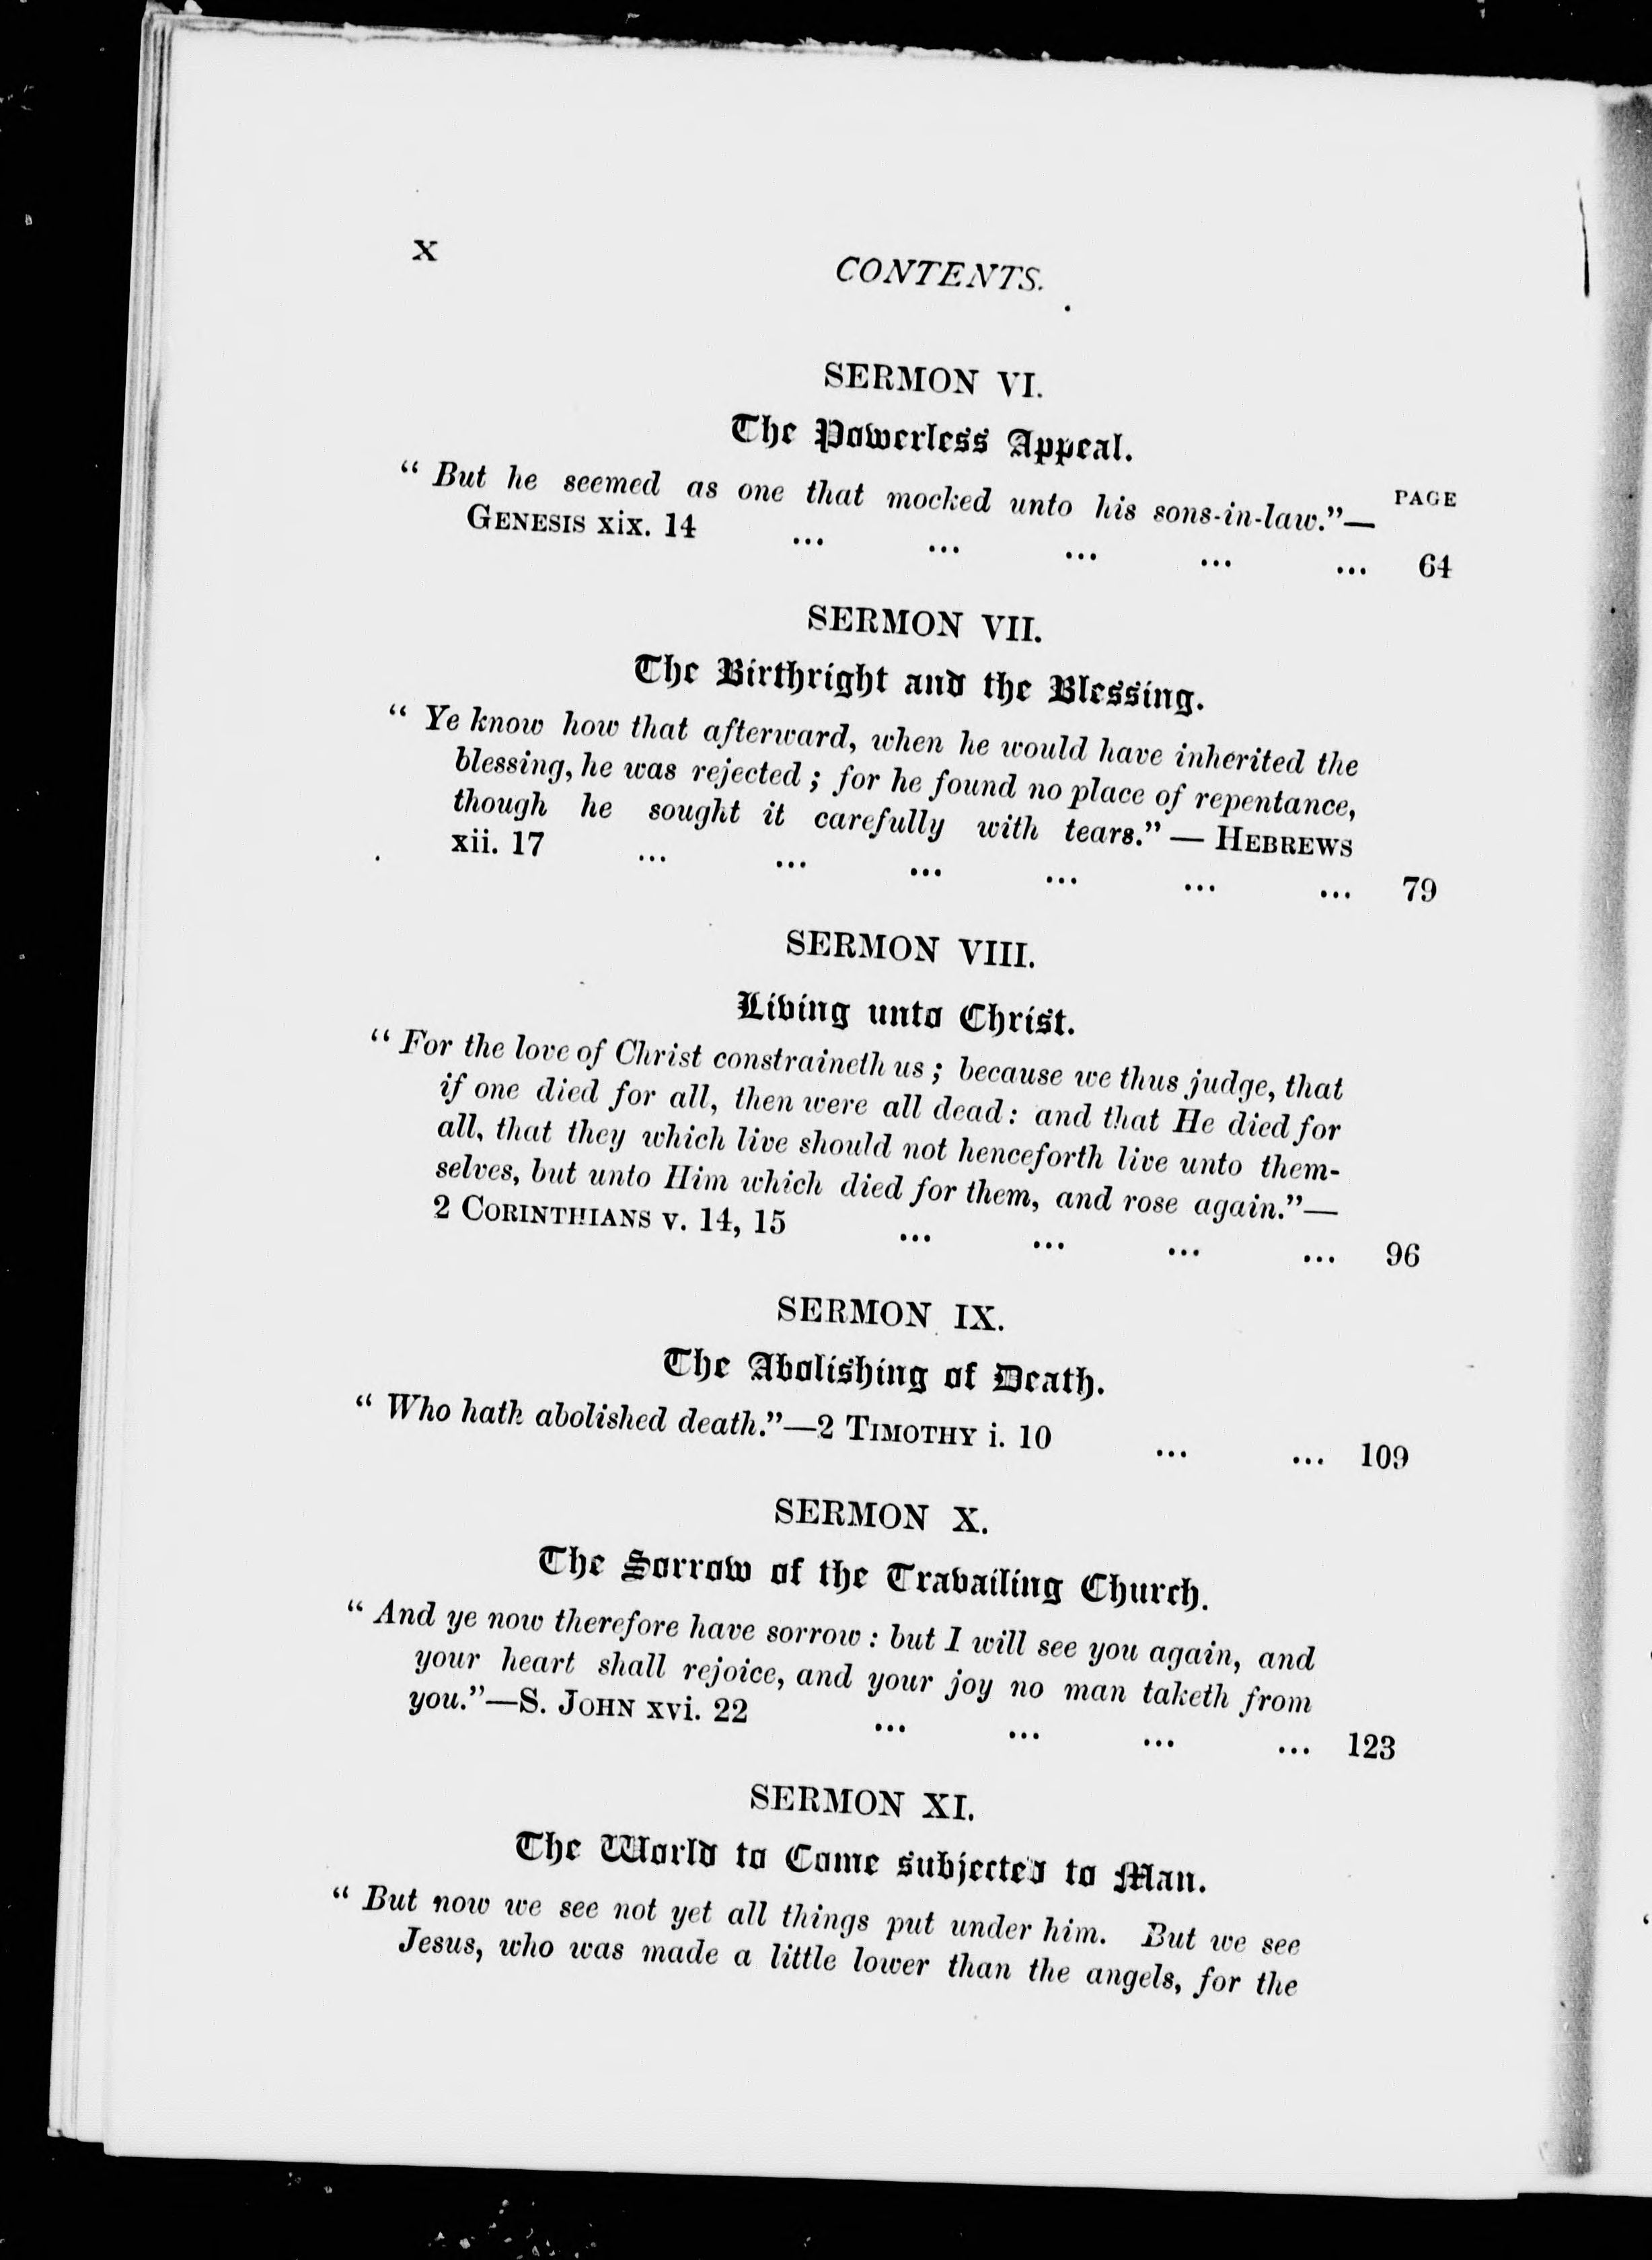 x
CONTENTS.
SERMON VI.
The Powerless Appeal.
PAGE
“ But he seemed as one that mocked unto his sons-in-law.”—
GENESIS xix. 14 ... ... ... ... ... 64
SERMON VII.
The Birthright and the Blessing.
“ Ye know how that afterward, when he would have inherited the
blessing, he was rejected ; for he found no place of repentance,
though he sought it carefully with tears.” — HEBREWS
xii. 17 ... ... ... ... ... ... 79
SERMON VIII.
Living unto Christ.
“ For the love of Christ constraineth us ; because we thus judge, that
if one died for all, then were all dead : and that He died for
all, that they which live should not henceforth live unto them-
selves, but unto Him which died for them, and rose again.”—
2 CORINTHIANS v. 14, 15 ... ... ... ... 96
SERMON IX.
The Abolishing of Death.
“ Who hath abolished death.”—2 TIMOTHY i. 10 ... ... 109
SERMON X.
The Sorrow of the Travailing Church.
“ And ye now therefore have sorrow : but I will see you again, and
your heart shall rejoice, and your joy no man taketh from
you.”—S. JOHN xvi. 22 ... ... ... ... 123
SERMON XI.
The World to Come subjected to Man.
“ But now we see not yet all things put under him. But we see
Jesus, who was made a little lower than the angels, for the